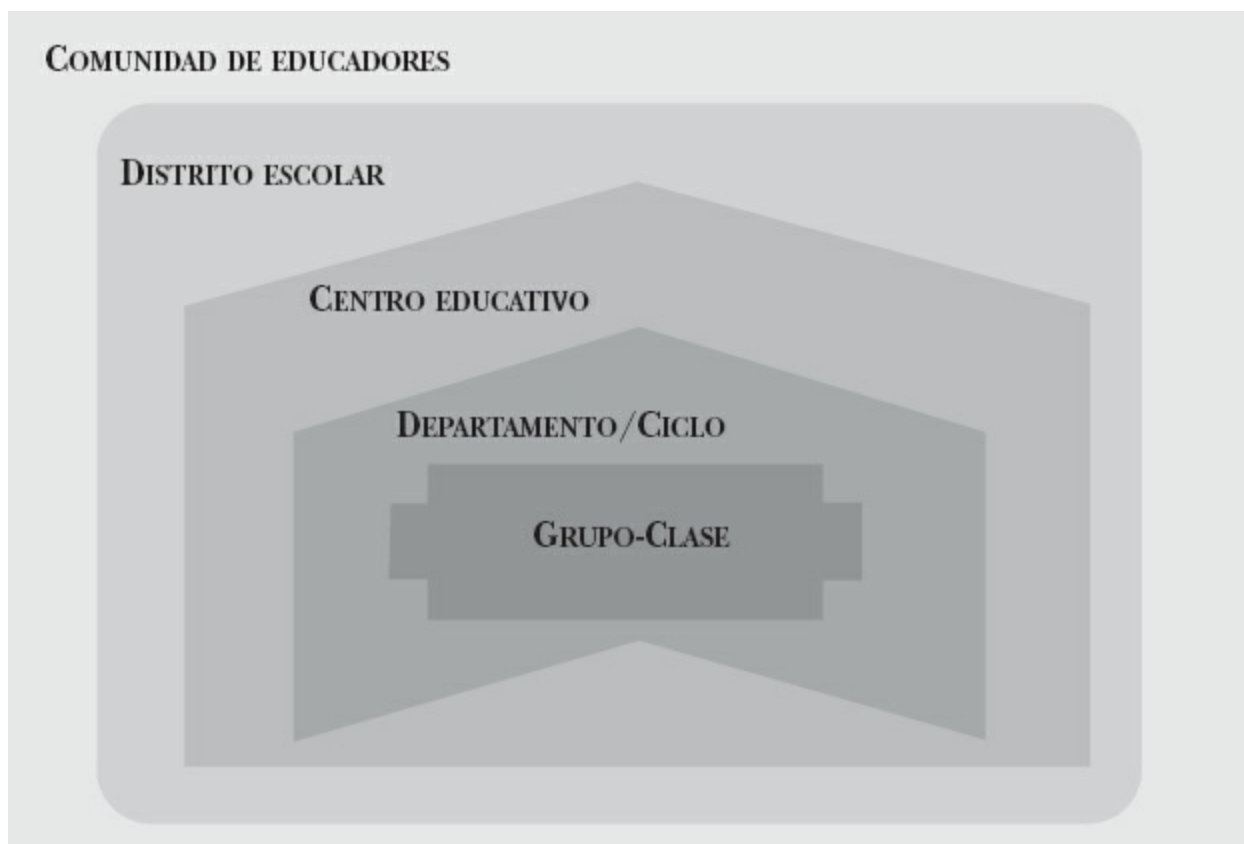 Comunidad de educadores
Distrito escolar
Centro educativo
Departamento/Ciclo
Grupo-Clase